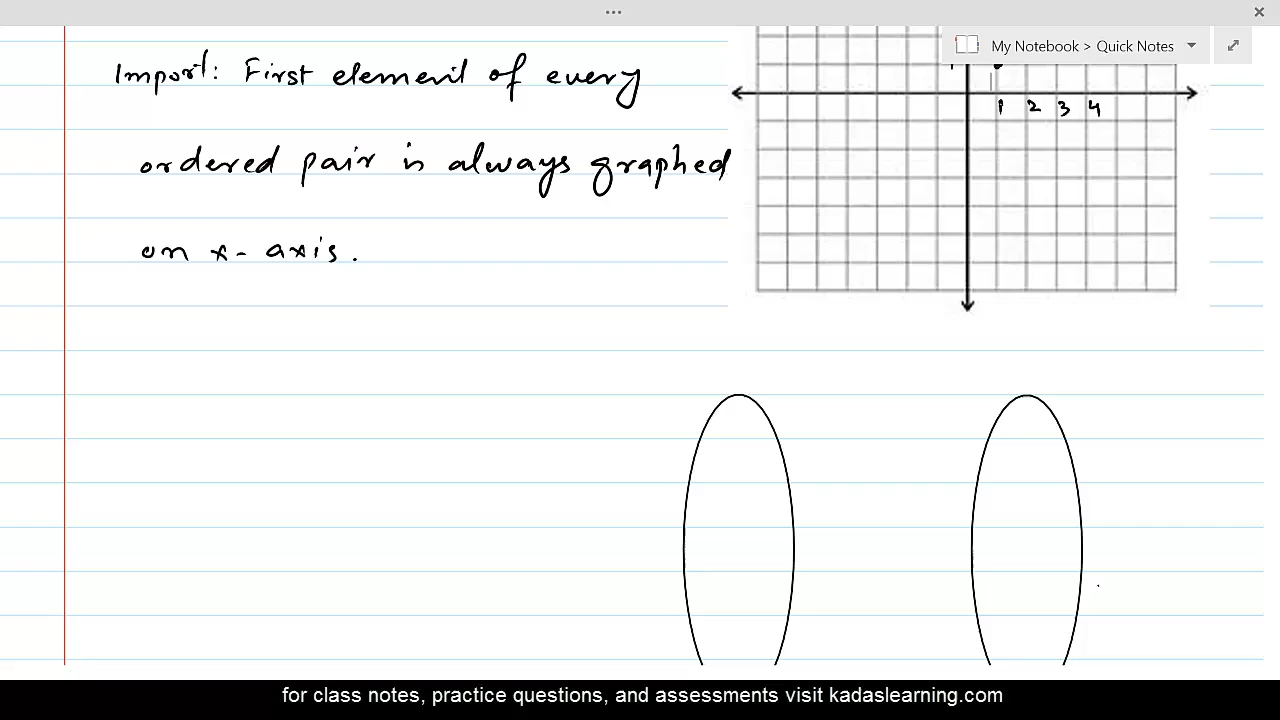 My Notebook > Quick Notes
Import: First element of every
ordered pair is always graphed
on x- axis.
1 2 3 4
for class notes, practice questions, and assessments visit kadaslearning.com